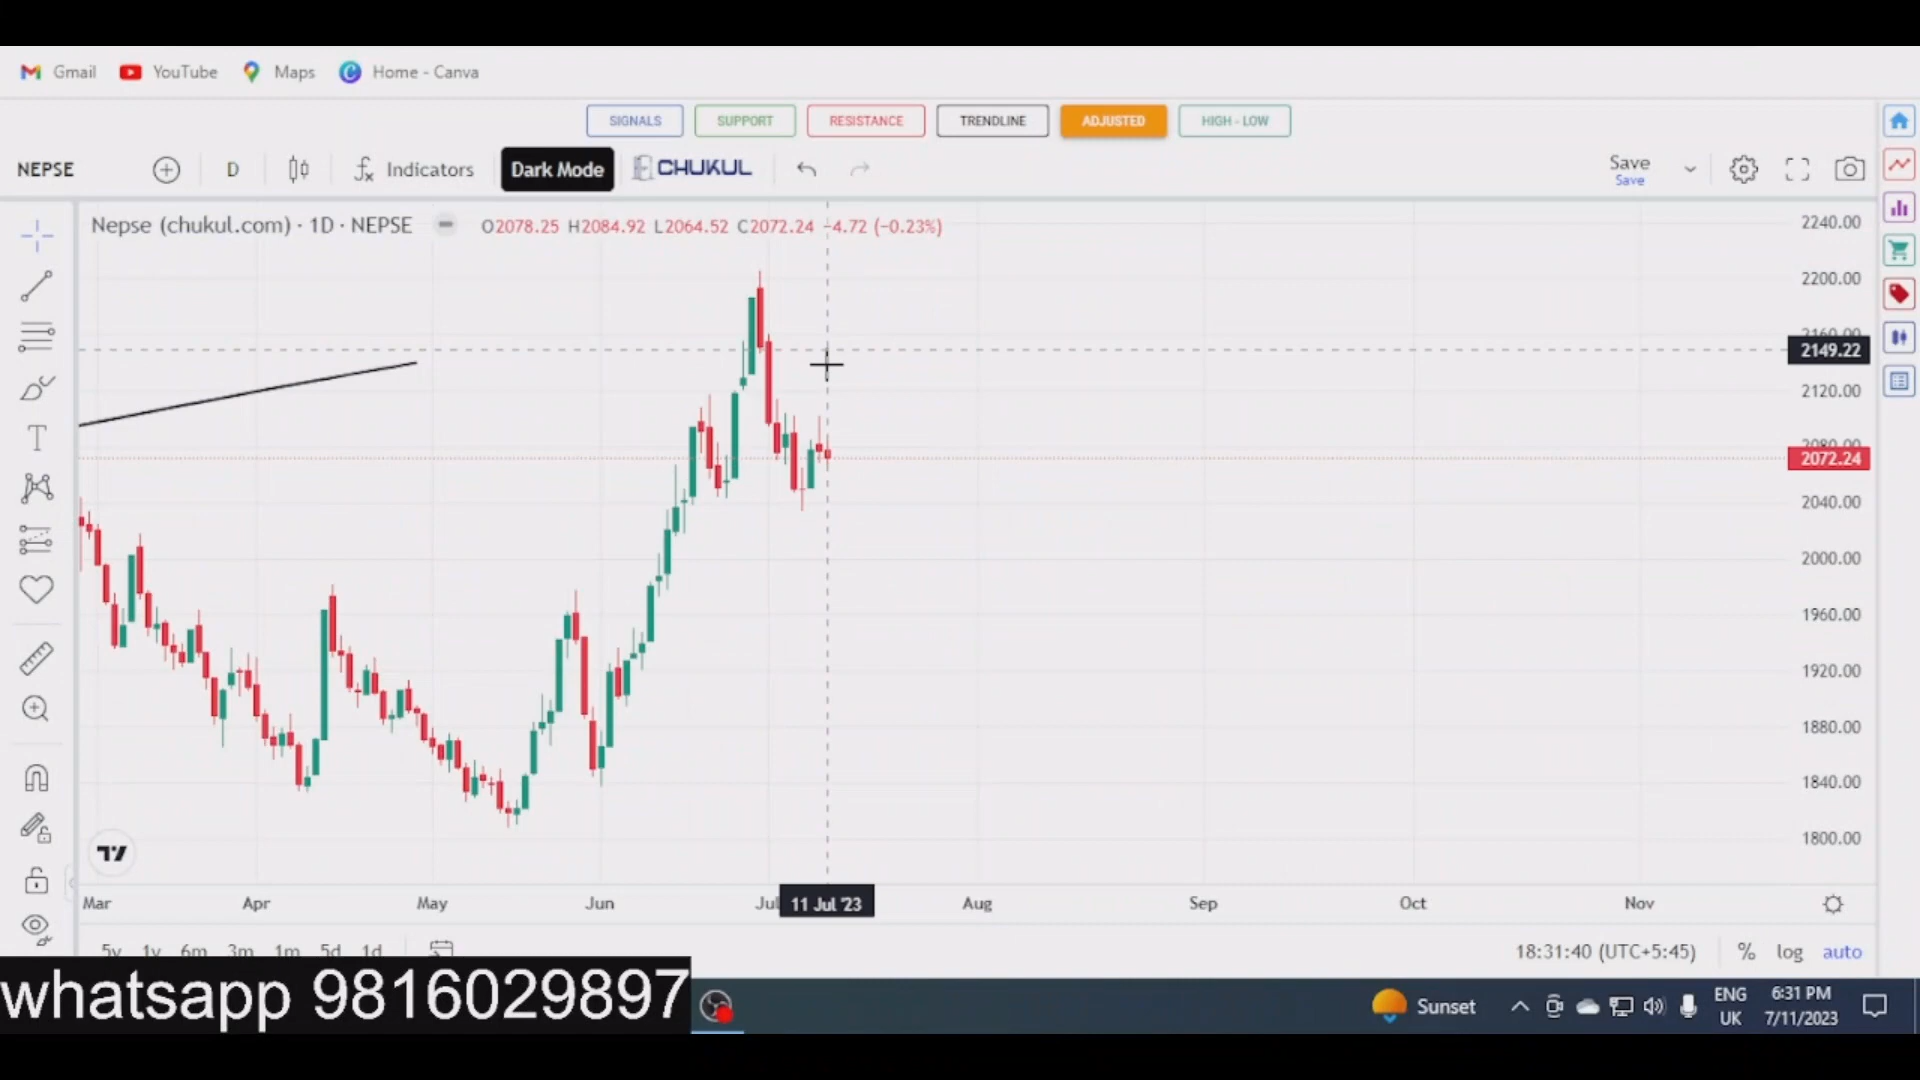 Gmail YouTube Maps Home - Canva
SIGNALS SUPPORT RESISTANCE TRENDLINE ADJUSTED HIGH - LOW
NEPSE D Indicators Dark Mode CHUKUL Save
Save
Nepse (chukul.com) · 1D · NEPSE O2078.25 H2084.92 L2064.52 C2072.24 −4.72 (−0.23%)
2240.00
2200.00
2160.00
2149.22
2120.00
2080.00
2072.24
2040.00
2000.00
1960.00
1920.00
1880.00
1840.00
1800.00
Mar Apr May Jun Jul 11 Jul '23 Aug Sep Oct Nov
5y 1y 6m 3m 1m 5d 1d 18:31:40 (UTC+5:45) % log auto
whatsapp 9816029897
Sunset ENG 6:31 PM
UK 7/11/2023